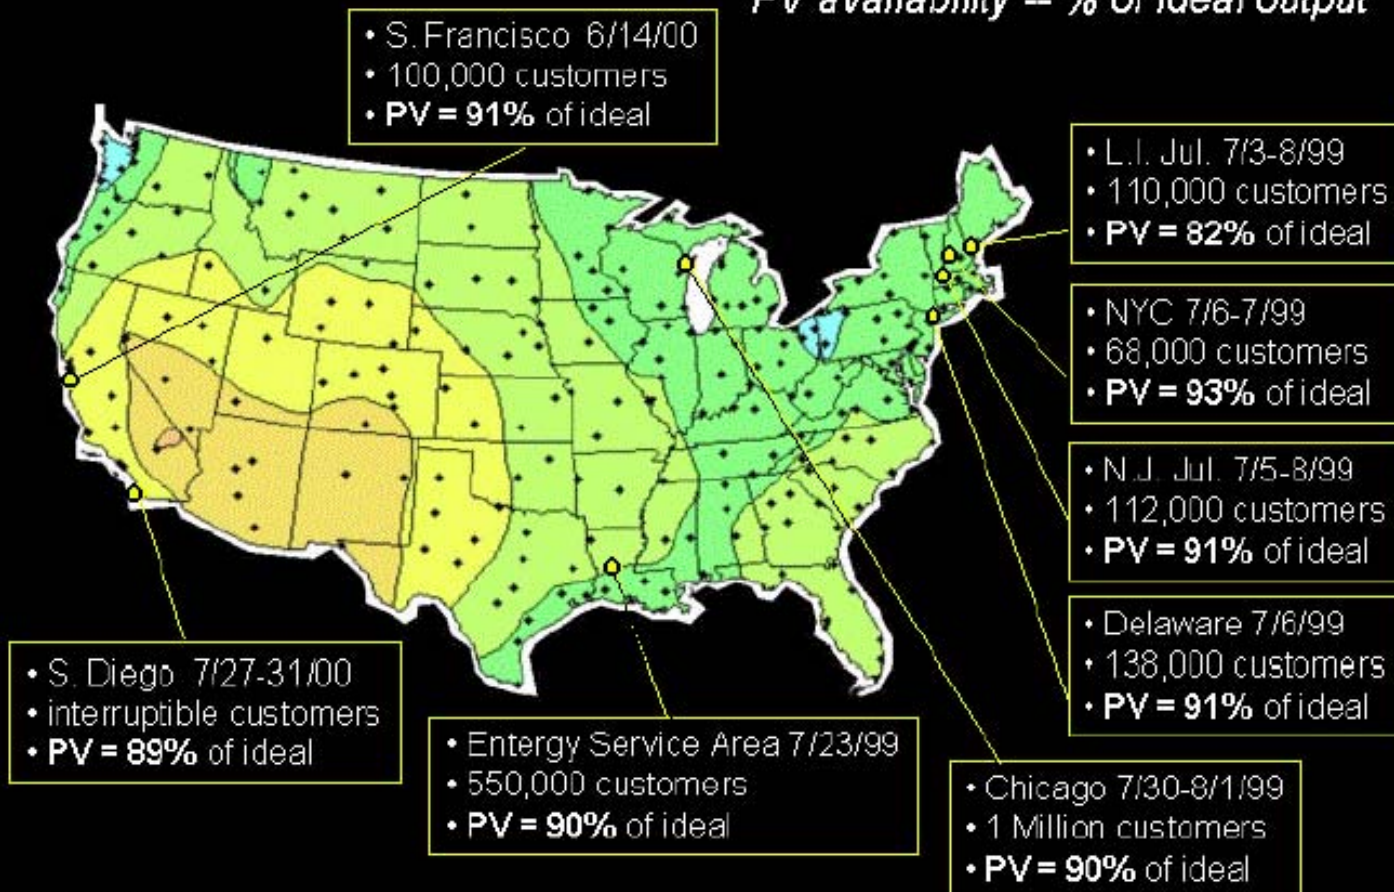 PV availability -- % of ideal output
• S. Francisco 6/14/00
• 100,000 customers
• PV = 91% of ideal
• L.I. Jul. 7/3-8/99
• 110,000 customers
• PV = 82% of ideal
• NYC 7/6-7/99
• 68,000 customers
• PV = 93% of ideal
• N.J. Jul. 7/5-8/99
• 112,000 customers
• PV = 91% of ideal
• Delaware 7/6/99
• 138,000 customers
• PV = 91% of ideal
• S. Diego 7/27-31/00
• interruptible customers
• PV = 89% of ideal
• Entergy Service Area 7/23/99
• 550,000 customers
• PV = 90% of ideal
• Chicago 7/30-8/1/99
• 1 Million customers
• PV = 90% of ideal